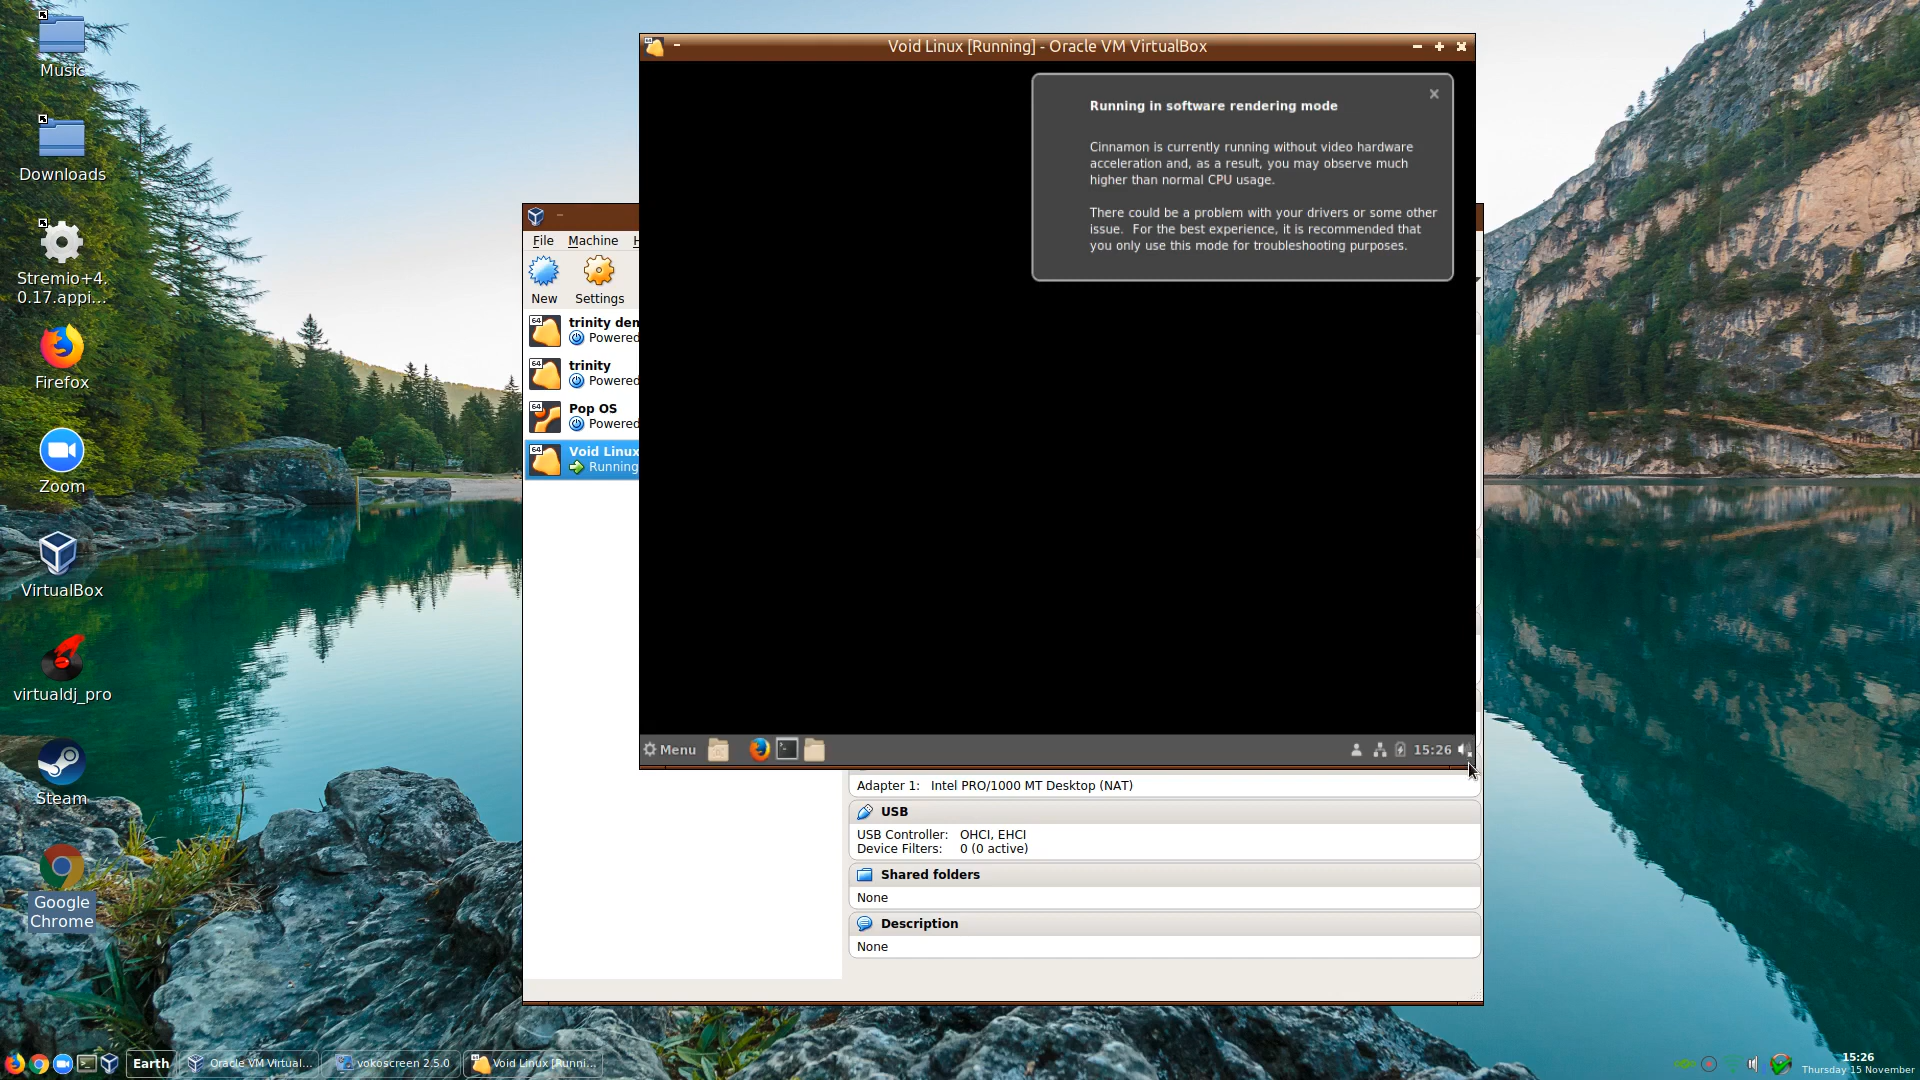 Music
Downloads
Stremio+4.
0.17.appi...
Firefox
Zoom
VirtualBox
virtualdj_pro
Steam
Google
Chrome
Void Linux [Running] - Oracle VM VirtualBox
Running in software rendering mode
Cinnamon is currently running without video hardware
acceleration and, as a result, you may observe much
higher than normal CPU usage.
There could be a problem with your drivers or some other
issue.  For the best experience, it is recommended that
you only use this mode for troubleshooting purposes.
Menu
15:26
File Machine H
New Settings
64
trinity den
Powered
64
trinity
Powered
64
Pop OS
Powered
64
Void Linux
Running
Adapter 1: Intel PRO/1000 MT Desktop (NAT)
USB
USB Controller: OHCI, EHCI
Device Filters: 0 (0 active)
Shared folders
None
Description
None
Earth
Oracle VM Virtual...
vokoscreen 2.5.0
Void Linux [Runni...
15:26
Thursday 15 November